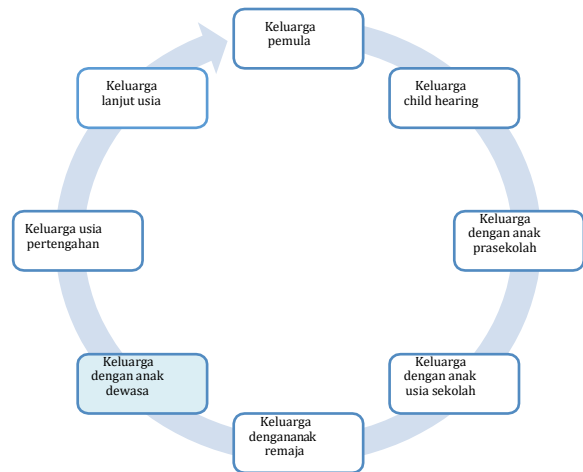 Keluarga
pemula
Keluarga
child hearing
Keluarga
dengan anak
prasekolah
Keluarga
dengan anak
usia sekolah
Keluarga
dengananak
remaja
Keluarga
dengan anak
dewasa
Keluarga usia
pertengahan
Keluarga
lanjut usia